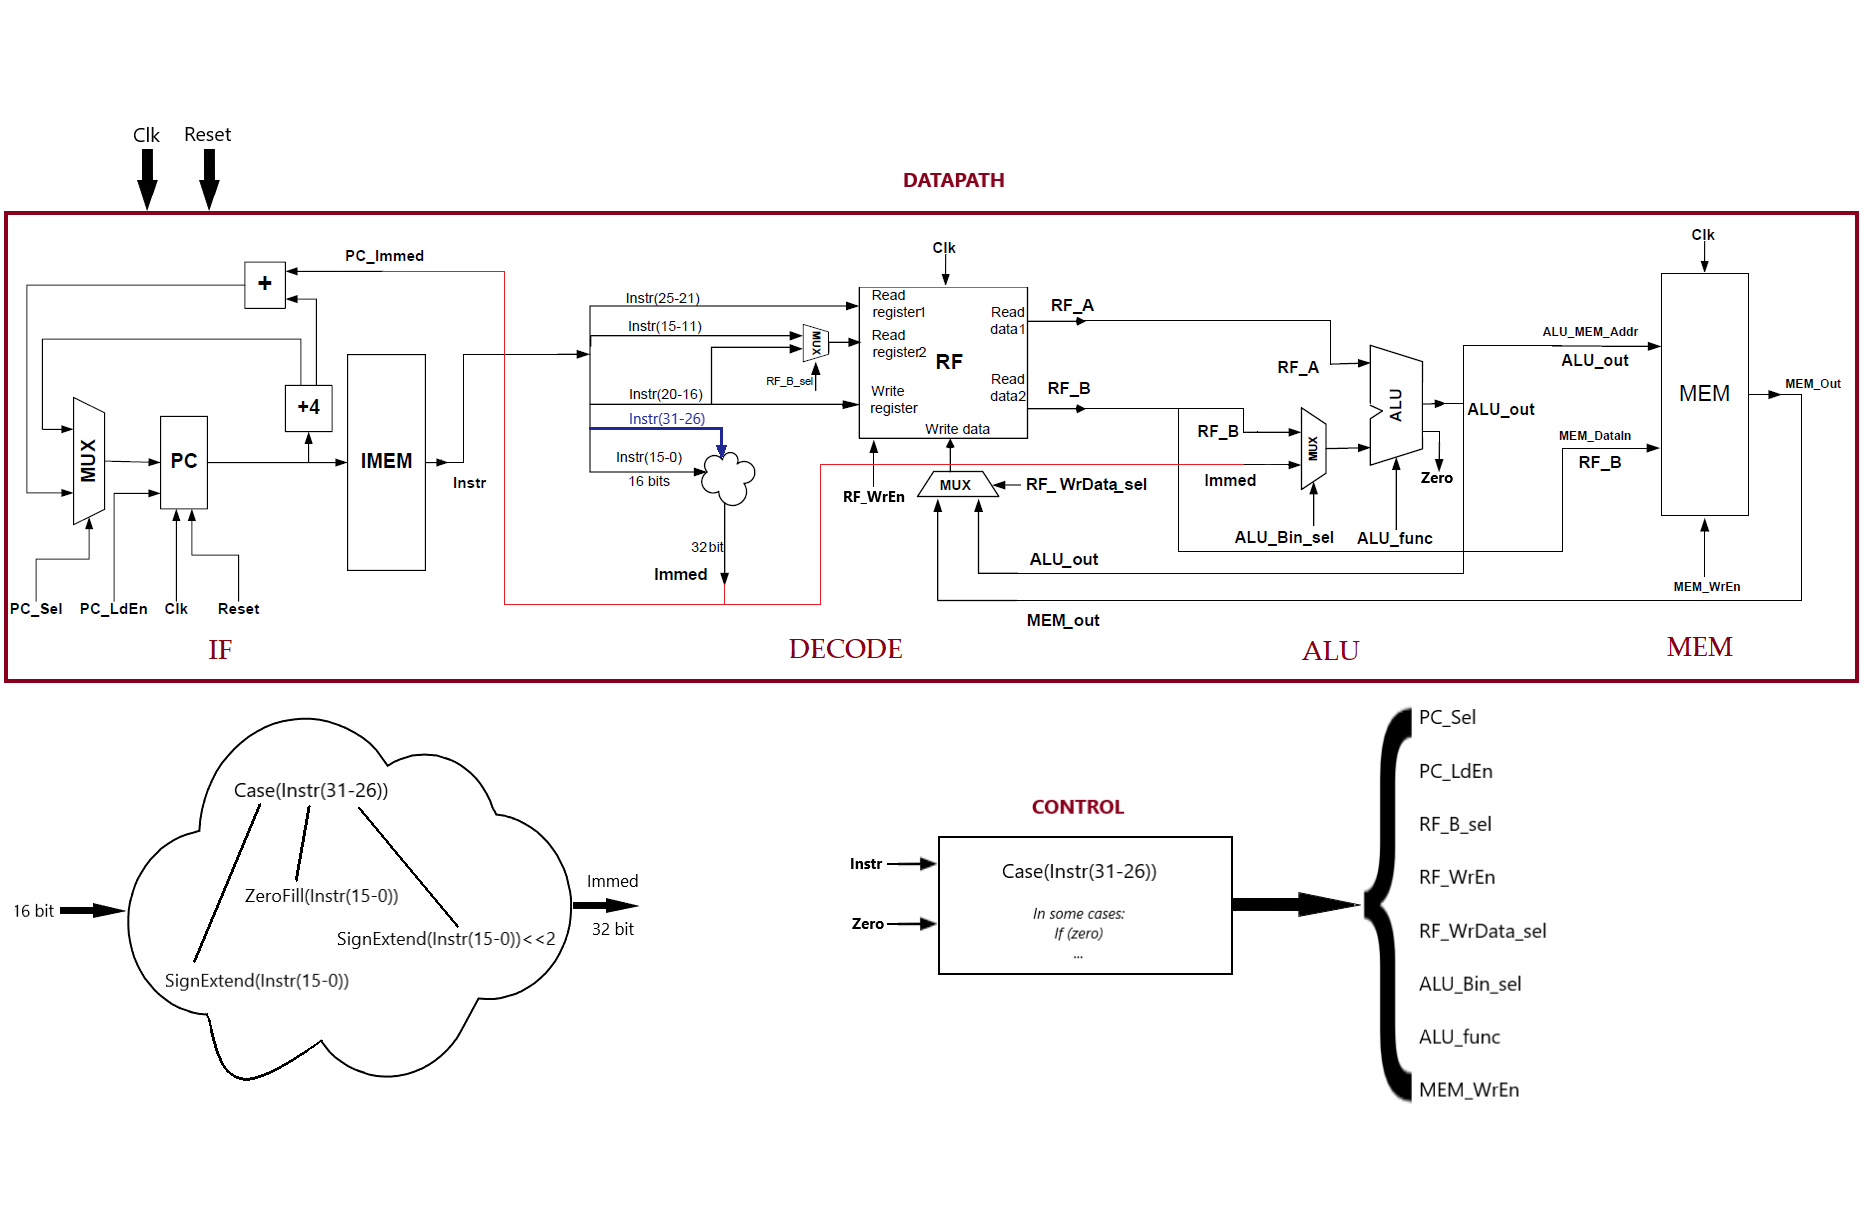 Clk
Reset
DATAPATH
PC_Immed
+
+4
MUX
PC
IMEM
Instr
PC_Sel
PC_LdEn
Clk
Reset
IF
Instr(25-21)
Instr(15-11)
MUX
RF_B_sel
Instr(20-16)
Instr(31-26)
Instr(15-0)
16 bits
32bit
Immed
Clk
Read
register1
Read
register2
Write
register
RF
Read
data1
Read
data2
Write data
RF_WrEn
MUX
RF_ WrData_sel
ALU_out
MEM_out
DECODE
RF_A
RF_B
RF_A
RF_B
MUX
Immed
ALU_Bin_sel
ALU
ALU_func
Zero
ALU_out
ALU
Clk
ALU_MEM_Addr
ALU_out
MEM
MEM_Out
MEM_DataIn
RF_B
MEM_WrEn
MEM
16 bit
Case(Instr(31-26))
ZeroFill(Instr(15-0))
SignExtend(Instr(15-0))<<2
SignExtend(Instr(15-0))
Immed
32 bit
CONTROL
Instr
Zero
Case(Instr(31-26))
In some cases:
If (zero)
...
PC_Sel
PC_LdEn
RF_B_sel
RF_WrEn
RF_WrData_sel
ALU_Bin_sel
ALU_func
MEM_WrEn